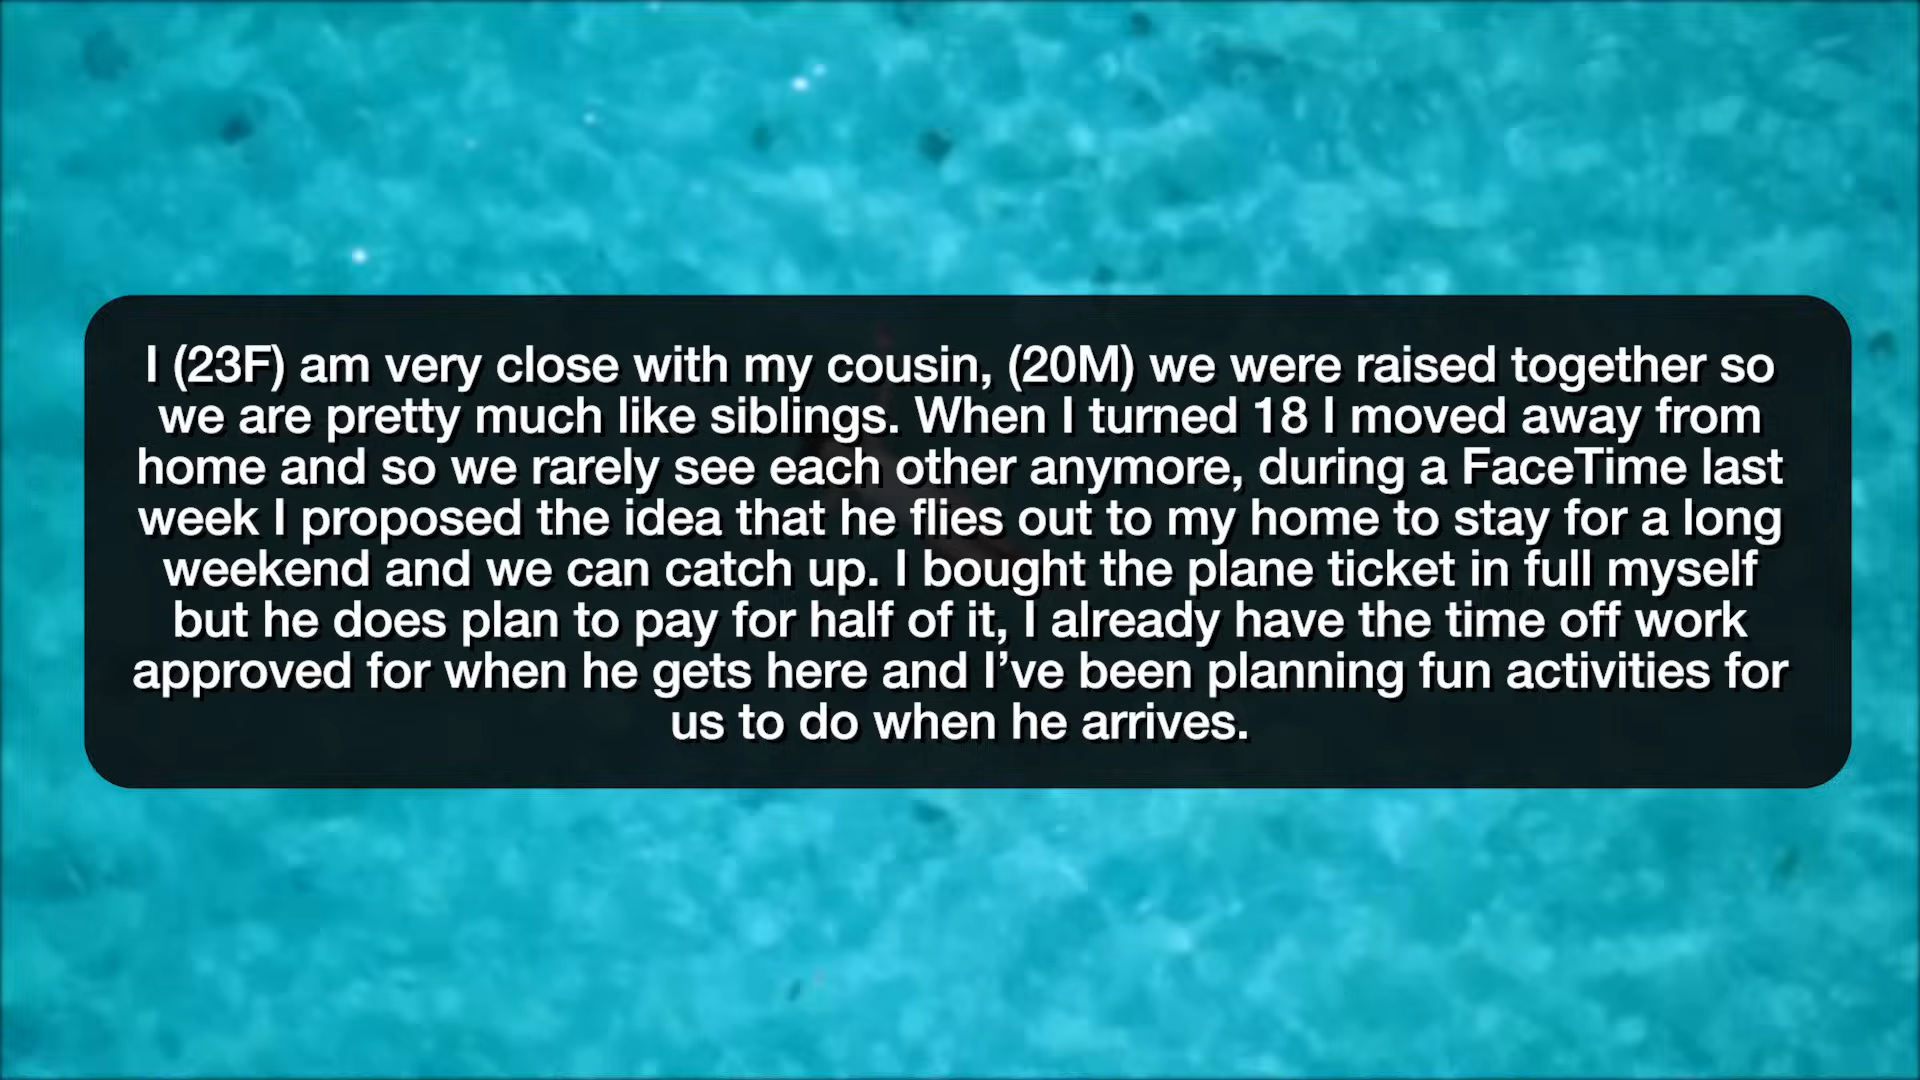 I (23F) am very close with my cousin, (20M) we were raised together so
we are pretty much like siblings. When I turned 18 I moved away from
home and so we rarely see each other anymore, during a FaceTime last
week I proposed the idea that he flies out to my home to stay for a long
weekend and we can catch up. I bought the plane ticket in full myself
but he does plan to pay for half of it, I already have the time off work
approved for when he gets here and I’ve been planning fun activities for
us to do when he arrives.